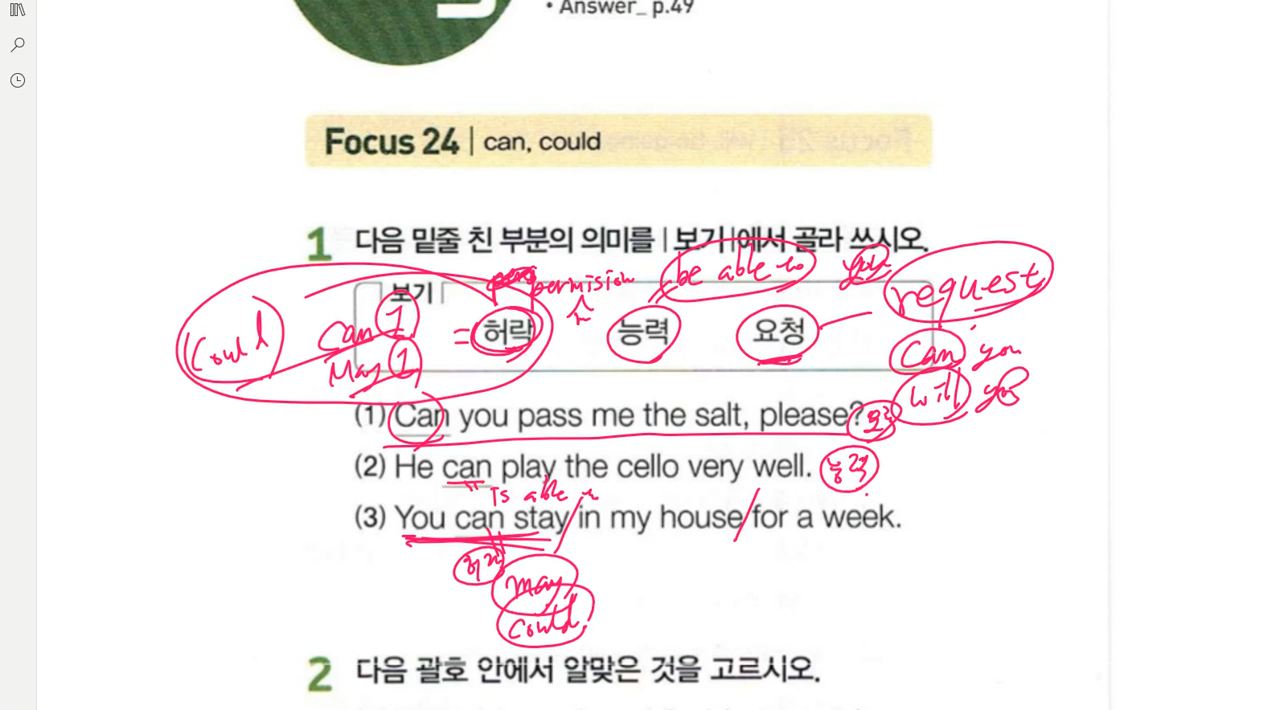 • Answer_ p.49
Focus 24 | can, could
1 다음 밑줄 친 부분의 의미를 |보기|에서 골라 쓰시오.
be able to
request
permision
보기
Could
Can I
May I
= 허락 능력 요청
Can you
will you
(1) Can you pass me the salt, please?
(2) He can play the cello very well. 능력
is able to
(3) You can stay in my house for a week.
may
could
2 다음 괄호 안에서 알맞은 것을 고르시오.